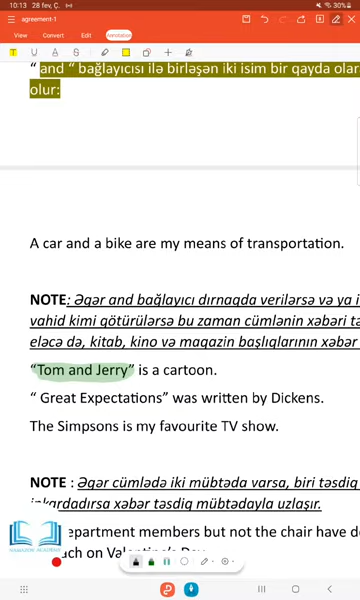 10:13 28 fev, Ç. 30%
agreement-1
View Convert Edit Annotation
" and " bağlayıcısı ilə birləşən iki isim bir qayda
olur:
A car and a bike are my means of transportation.
NOTE: Əgər and bağlayıcı dırnaqda verilərsə və ya
vahid kimi götürülərsə bu zaman cümlənin xəbəri
eləcə də, kitab, kino və maqazin başlıqlarının xəbər
"Tom and Jerry" is a cartoon.
" Great Expectations" was written by Dickens.
The Simpsons is my favourite TV show.
NOTE : Əgər cümlədə iki mübtəda varsa, biri təsdiq
inkardadırsa xəbər təsdiq mübtədayla uzlaşır.
epartment members but not the chair have
each on Valentine's Day.